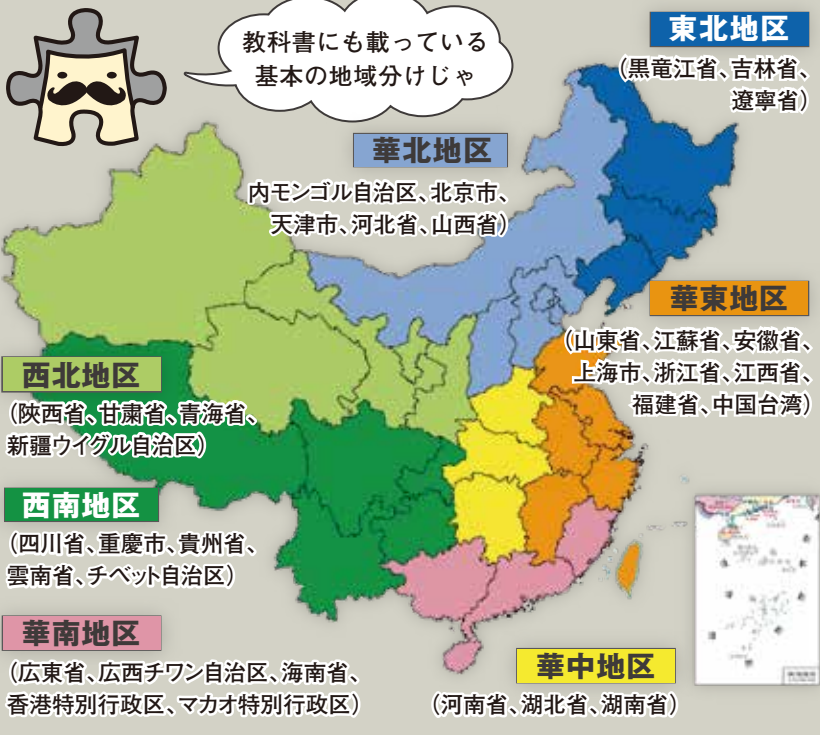 教科書にも載っている
基本の地域分けじゃ
東北地区
(黒竜江省、吉林省、
遼寧省)
華北地区
内モンゴル自治区、北京市、
天津市、河北省、山西省)
華東地区
(山東省、江蘇省、安徽省、
上海市、浙江省、江西省、
福建省、中国台湾)
西北地区
(陝西省、甘粛省、青海省、
新疆ウイグル自治区)
西南地区
(四川省、重慶市、貴州省、
雲南省、チベット自治区)
華南地区
(広東省、広西チワン自治区、海南省、
香港特別行政区、マカオ特別行政区)
華中地区
(河南省、湖北省、湖南省)